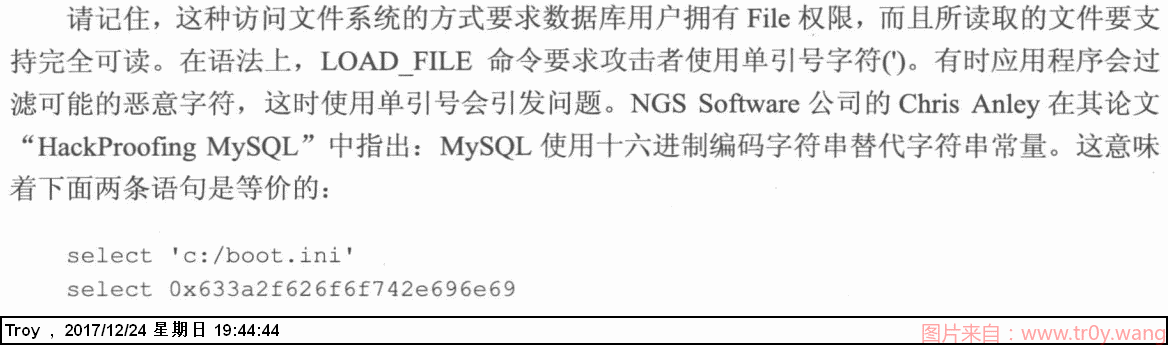 请记住，这种访问文件系统的方式要求数据库用户拥有 File 权限，而且所读取的文件要支
持完全可读。在语法上，LOAD_FILE 命令要求攻击者使用单引号字符(')。有时应用程序会过
滤可能的恶意字符，这时使用单引号会引发问题。NGS Software 公司的 Chris Anley 在其论文
“HackProofing MySQL”中指出：MySQL 使用十六进制编码字符串替代字符串常量。这意味
着下面两条语句是等价的：
select 'c:/boot.ini'
select 0x633a2f626f6f742e696e69
Troy , 2017/12/24 星期日 19:44:44
图片来自：www.tr0y.wang